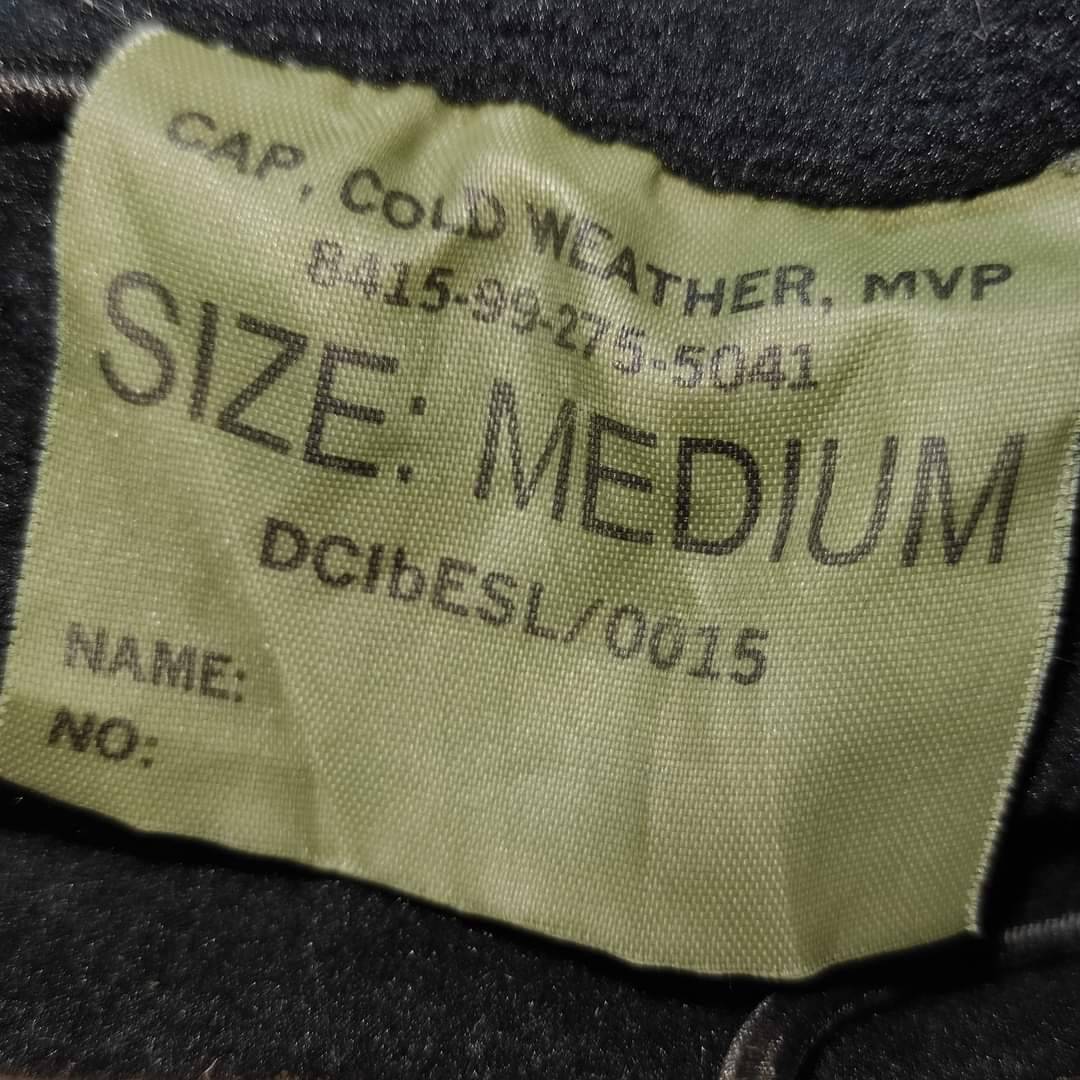 CAP, COLD WEATHER, MVP
8415-99-275-5041
SIZE: MEDIUM
DCIbESL/0015
NAME:
NO: